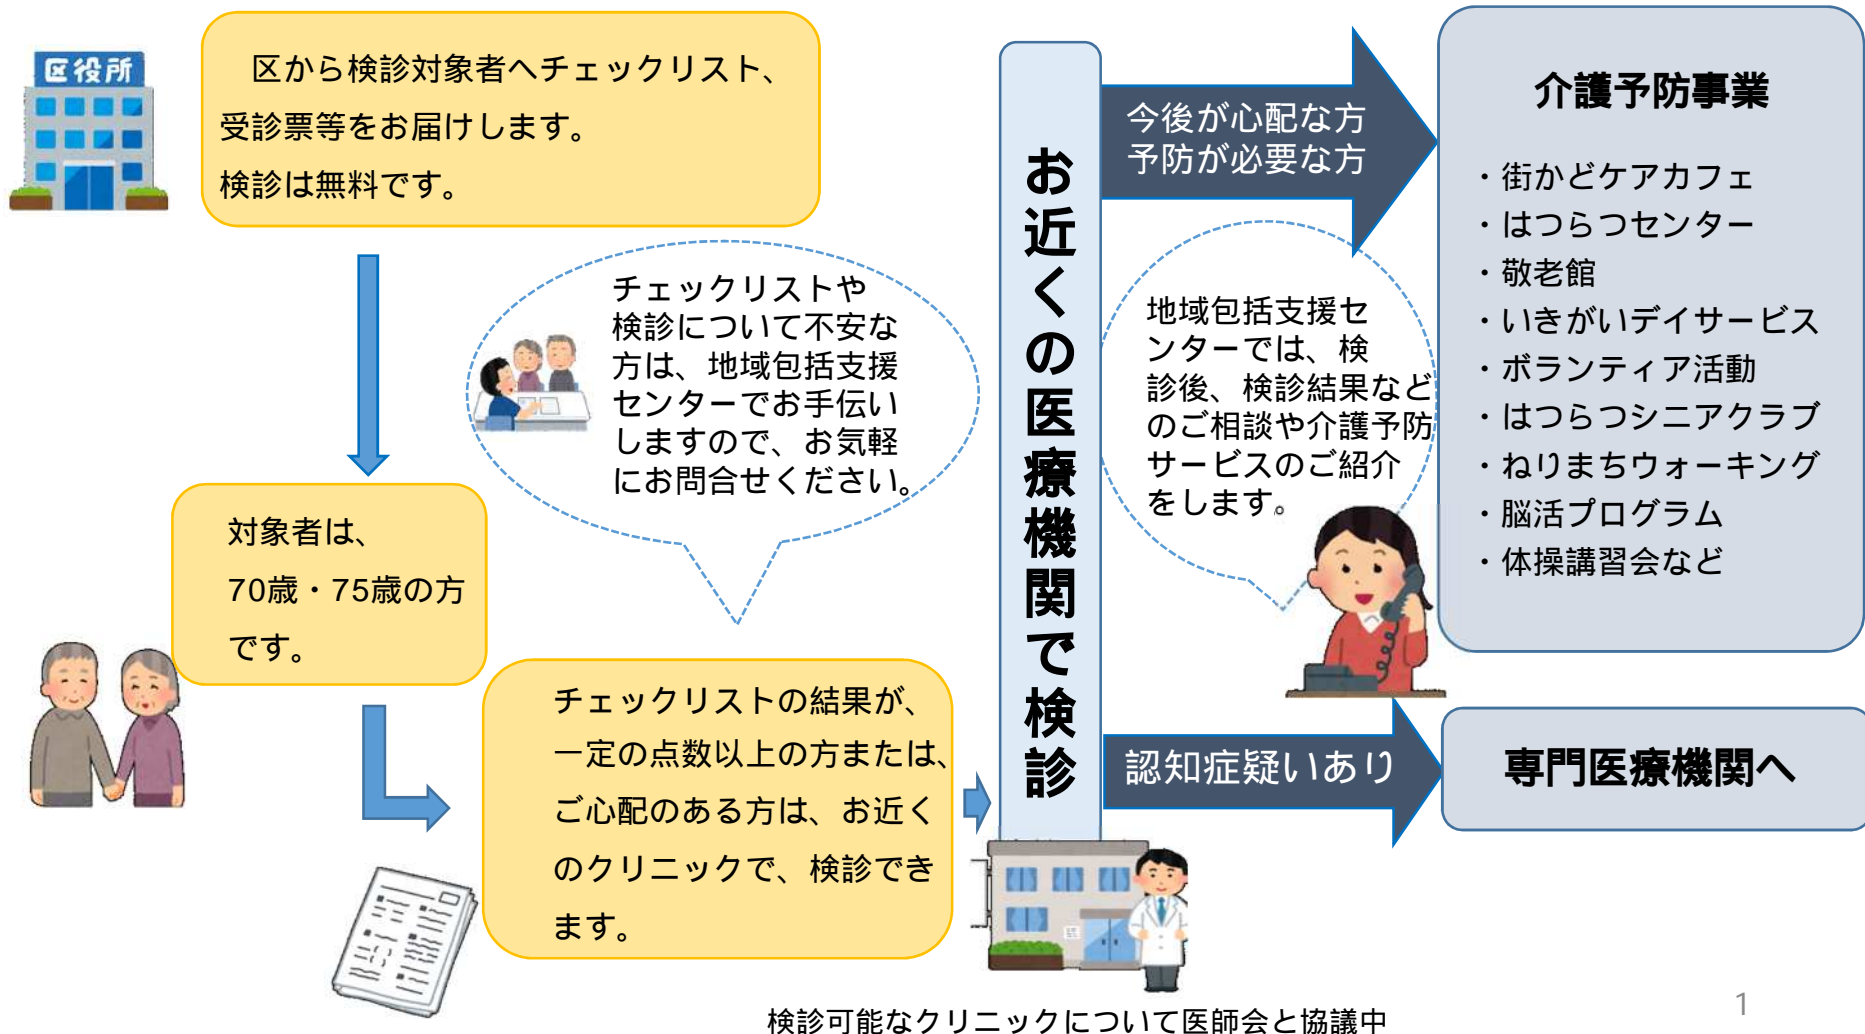 区役所
区から検診対象者へチェックリスト、
受診票等をお届けします。
検診は無料です。
対象者は、
70歳・75歳の方
です。
チェックリストや
検診について不安な
方は、地域包括支援
センターでお手伝い
しますので、お気軽
にお問合せください。
チェックリストの結果が、
一定の点数以上の方または、
ご心配のある方は、お近く
のクリニックで、検診でき
ます。
お近くの医療機関で検診
今後が心配な方
予防が必要な方
地域包括支援セ
ンターでは、検
診後、検診結果など
のご相談や介護予防
サービスのご紹介
をします。
認知症疑いあり
介護予防事業
・街かどケアカフェ
・はつらつセンター
・敬老館
・いきがいデイサービス
・ボランティア活動
・はつらつシニアクラブ
・ねりまちウォーキング
・脳活プログラム
・体操講習会など
専門医療機関へ
検診可能なクリニックについて医師会と協議中
1